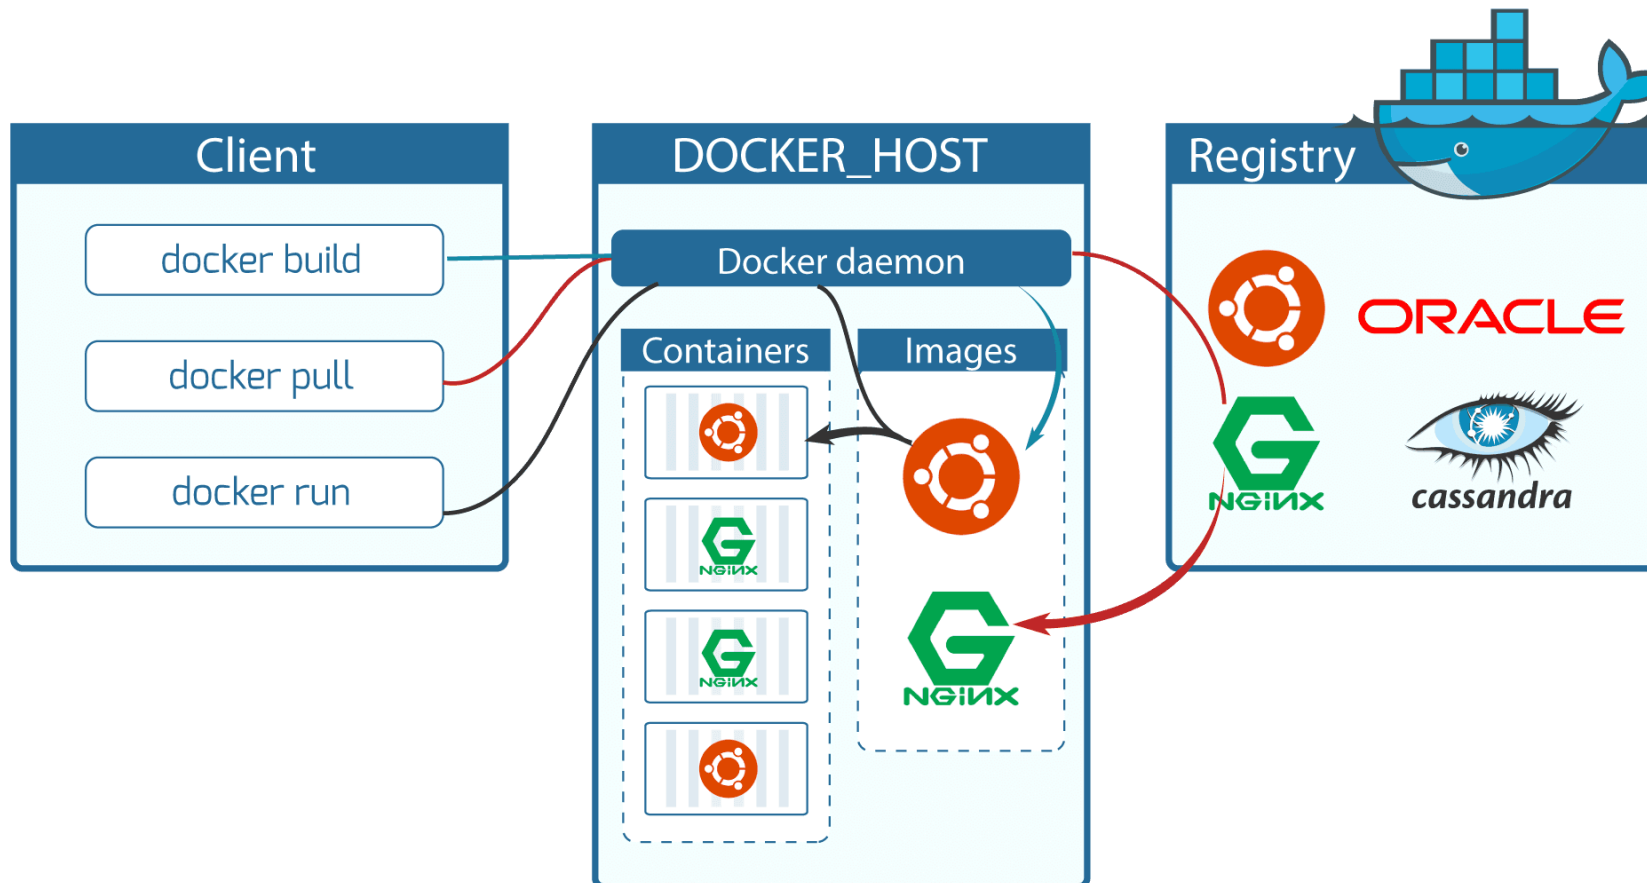 Client
docker build
docker pull
docker run
DOCKER_HOST
Docker daemon
Containers
NGiNX
NGiNX
Images
NGiNX
Registry
ORACLE
NGiNX
cassandra